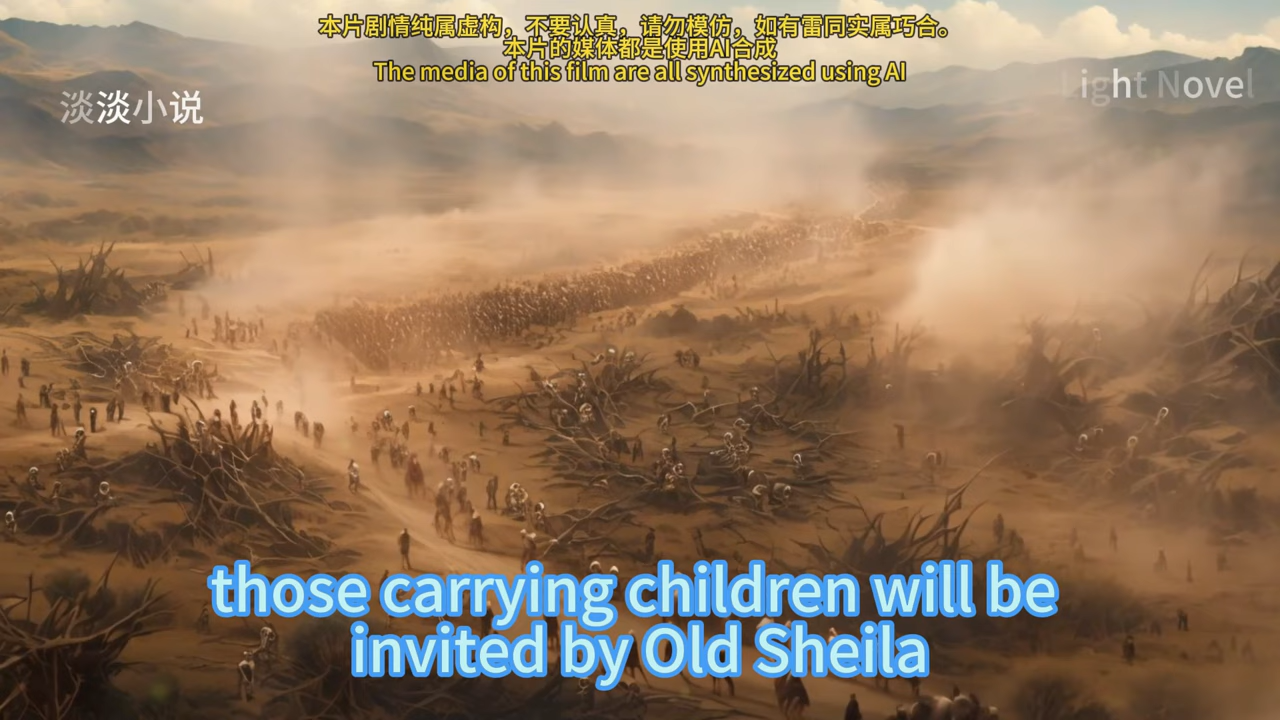 本片剧情纯属虚构，不要认真，请勿模仿，如有雷同实属巧合。
本片的媒体都是使用AI合成
The media of this film are all synthesized using AI
淡淡小说
Light Novel
those carrying children will be
invited by Old Sheila